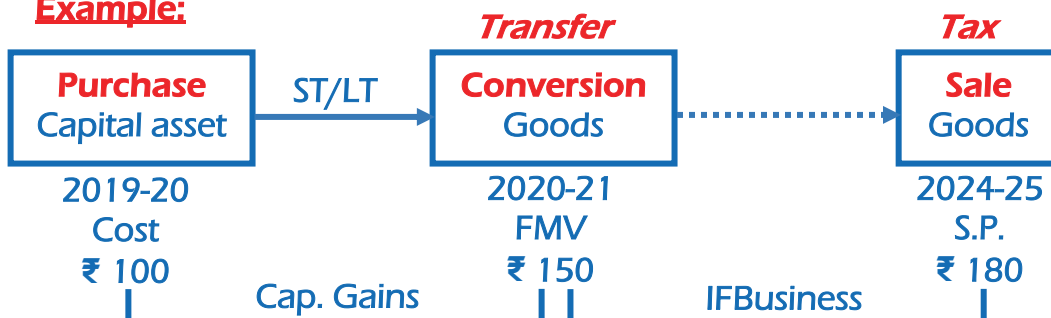 Example:
Transfer
Tax
Purchase
Capital asset
ST/LT
Conversion
Goods
Sale
Goods
2019-20
Cost
₹ 100
2020-21
FMV
₹ 150
2024-25
S.P.
₹ 180
Cap. Gains
IFBusiness